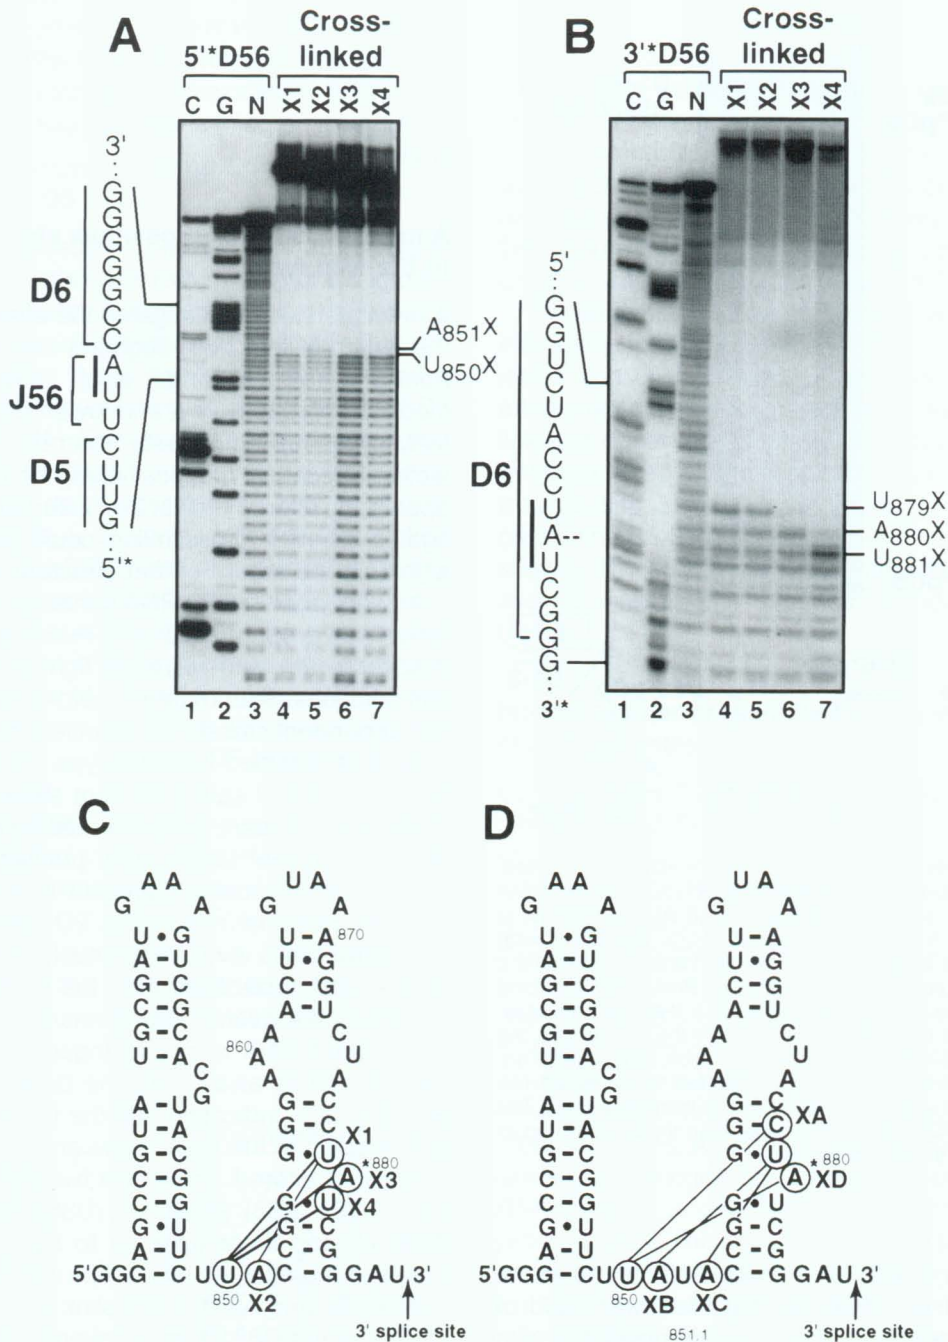 A
5'*D56
Cross-
linked
C G N X1 X2 X3 X4
3'
G
G
G
G
G
C
C
A
U
U
C
U
U
G
5'*
D6
J56
D5
A851X
U850X
1 2 3 4 5 6 7
B
3'*D56
Cross-
linked
C G N X1 X2 X3 X4
5'
G
G
U
C
U
A
C
C
U
A--
U
C
G
G
G
3'*
D6
U879X
A880X
U881X
1 2 3 4 5 6 7
C
A A
G A
U • G
A – U
G – C
C – G
G – C
U A
C
G
A – U
U – A
G – C
C – G
C – G
G • U
A – U
U A
G A
U – A 870
U • G
C – G
A – U
A C
860 A U
A A
G – C
G – C
G • U X1
A * 880
X3
G • U X4
G – C
C – G
5'GGG – C U U A C – G G A U 3'
850 X2
3' splice site
D
A A
G A
U • G
A – U
G – C
C – G
G – C
U – A
C
G
A – U
U – A
G – C
C – G
C – G
G • U
A – U
U A
G A
U – A
U • G
C – G
A – U
A C
A U
A A
G – C XA
G – C
G • U
A * 880
XD
G • U
G – C
C – G
5'GGG – C U U A U A C – G G A U 3'
850 XB XC
851.1
3' splice site